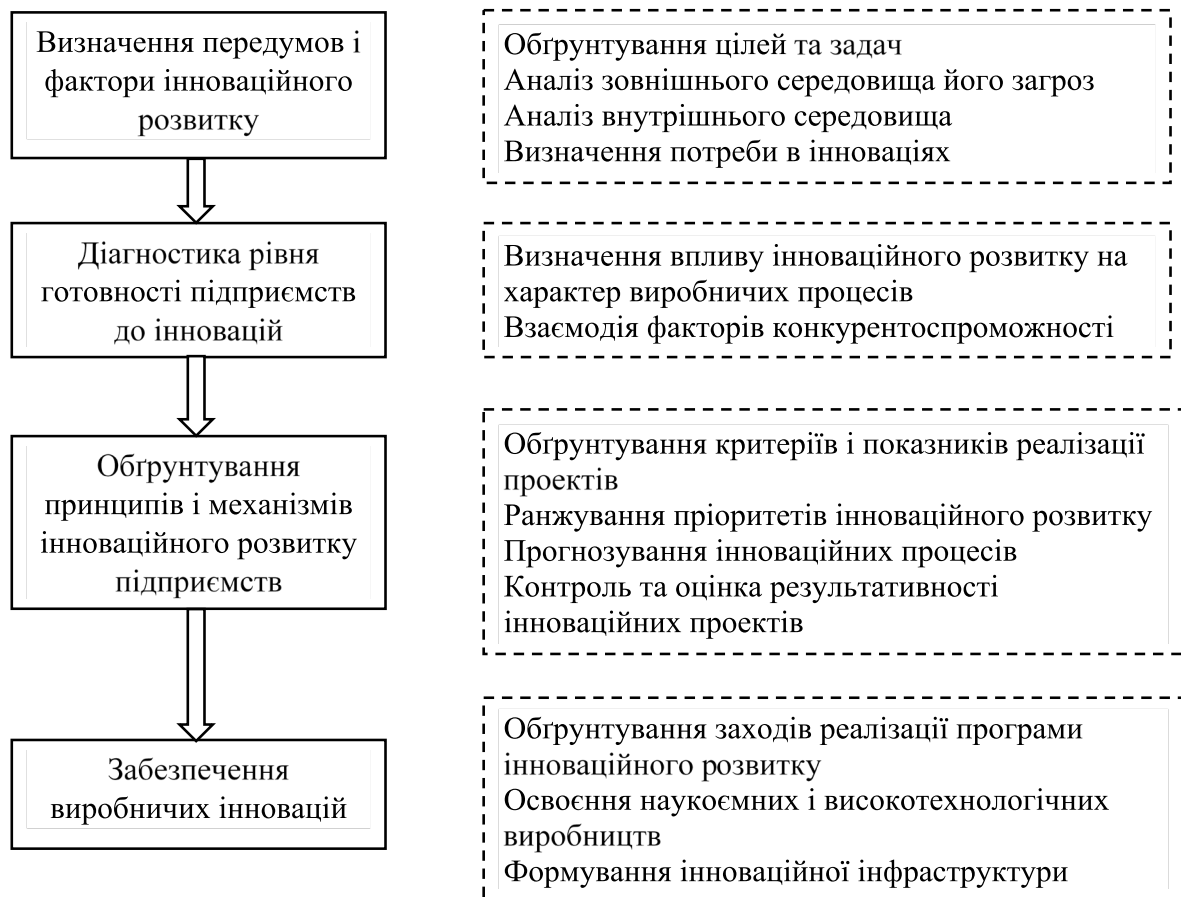 Визначення передумов і
фактори інноваційного
розвитку
Обґрунтування цілей та задач
Аналіз зовнішнього середовища його загроз
Аналіз внутрішнього середовища
Визначення потреби в інноваціях
Діагностика рівня
готовності підприємств
до інновацій
Визначення впливу інноваційного розвитку на
характер виробничих процесів
Взаємодія факторів конкурентоспроможності
Обґрунтування
принципів і механізмів
інноваційного розвитку
підприємств
Обґрунтування критеріїв і показників реалізації
проектів
Ранжування пріоритетів інноваційного розвитку
Прогнозування інноваційних процесів
Контроль та оцінка результативності
інноваційних проектів
Забезпечення
виробничих інновацій
Обґрунтування заходів реалізації програми
інноваційного розвитку
Освоєння наукоємних і високотехнологічних
виробництв
Формування інноваційної інфраструктури